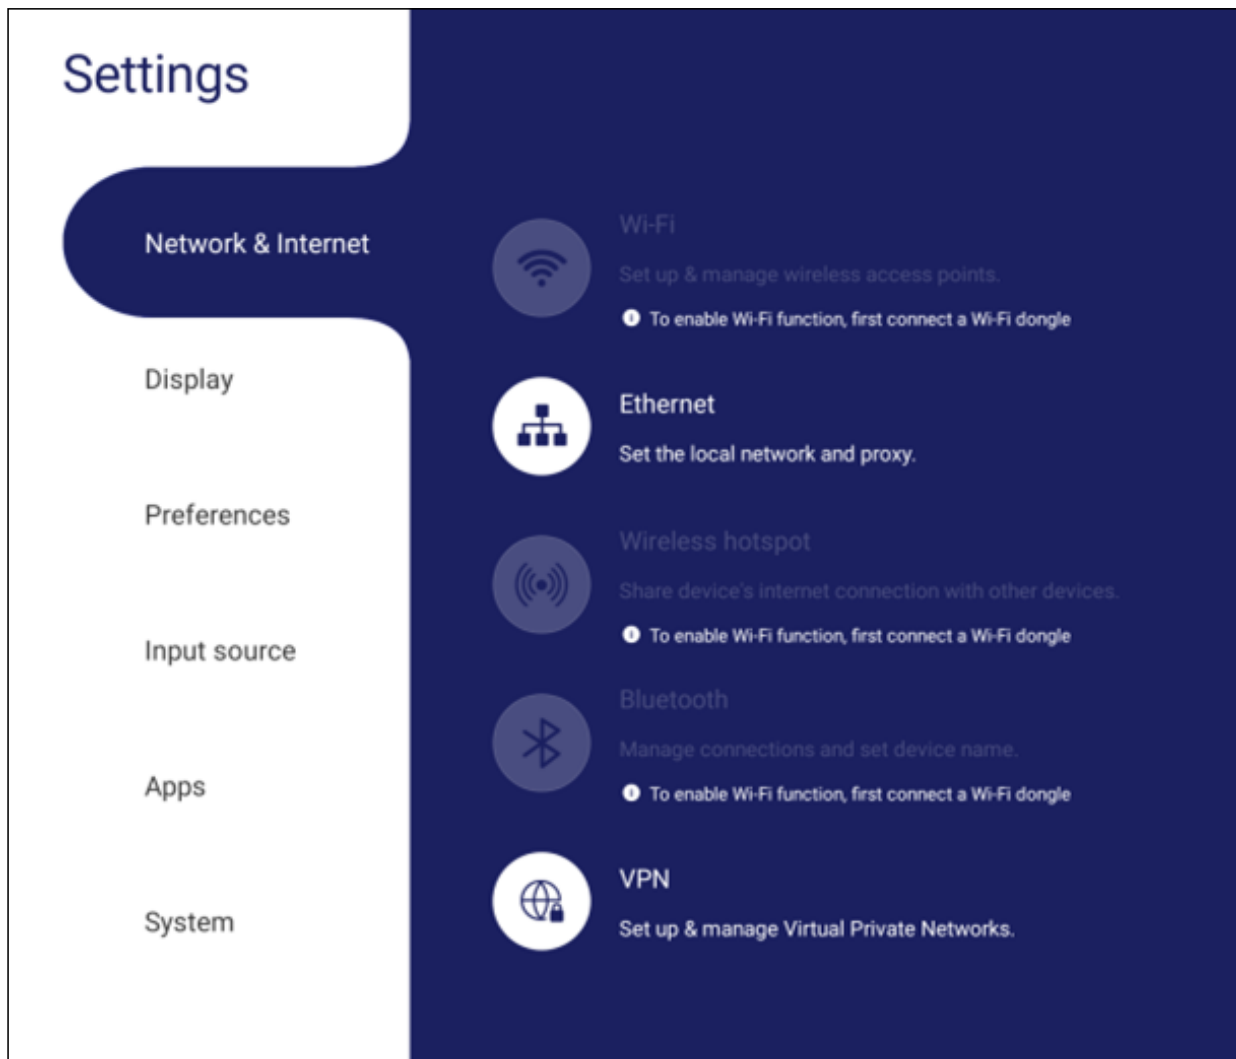 Settings
Network & Internet
Display
Preferences
Input source
Apps
System
Wi-Fi
Set up & manage wireless access points.
To enable Wi-Fi function, first connect a Wi-Fi dongle
Ethernet
Set the local network and proxy.
Wireless hotspot
Share device's internet connection with other devices.
To enable Wi-Fi function, first connect a Wi-Fi dongle
Bluetooth
Manage connections and set device name.
To enable Wi-Fi function, first connect a Wi-Fi dongle
VPN
Set up & manage Virtual Private Networks.